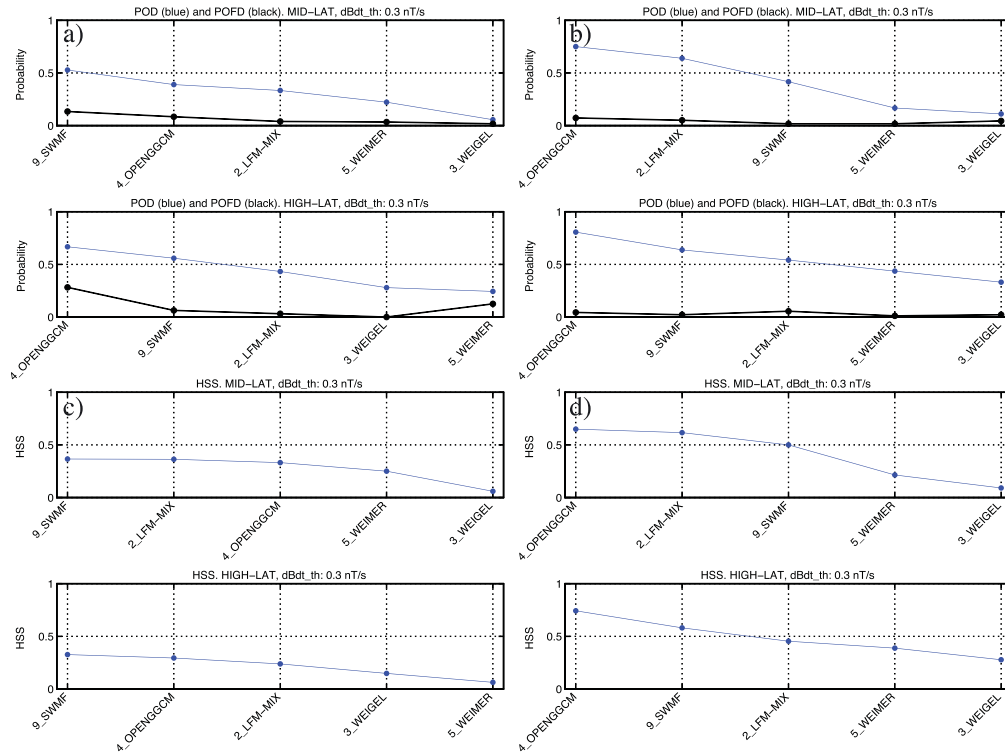 POD (blue) and POFD (black). MID−LAT, dBdt_th: 0.3 nT/s
a)
Probability
1
0.5
0
9_SWMF
4_OPENGGCM
2_LFM−MIX
5_WEIMER
3_WEIGEL
POD (blue) and POFD (black). HIGH−LAT, dBdt_th: 0.3 nT/s
Probability
1
0.5
0
4_OPENGGCM
9_SWMF
2_LFM−MIX
3_WEIGEL
5_WEIMER
POD (blue) and POFD (black). MID−LAT, dBdt_th: 0.3 nT/s
b)
Probability
1
0.5
0
4_OPENGGCM
2_LFM−MIX
9_SWMF
5_WEIMER
3_WEIGEL
POD (blue) and POFD (black). HIGH−LAT, dBdt_th: 0.3 nT/s
Probability
1
0.5
0
4_OPENGGCM
9_SWMF
2_LFM−MIX
5_WEIMER
3_WEIGEL
HSS. MID−LAT, dBdt_th: 0.3 nT/s
c)
HSS
1
0.5
0
9_SWMF
2_LFM−MIX
4_OPENGGCM
5_WEIMER
3_WEIGEL
HSS. HIGH−LAT, dBdt_th: 0.3 nT/s
HSS
1
0.5
0
9_SWMF
4_OPENGGCM
2_LFM−MIX
3_WEIGEL
5_WEIMER
HSS. MID−LAT, dBdt_th: 0.3 nT/s
d)
HSS
1
0.5
0
4_OPENGGCM
2_LFM−MIX
9_SWMF
5_WEIMER
3_WEIGEL
HSS. HIGH−LAT, dBdt_th: 0.3 nT/s
HSS
1
0.5
0
4_OPENGGCM
9_SWMF
2_LFM−MIX
5_WEIMER
3_WEIGEL